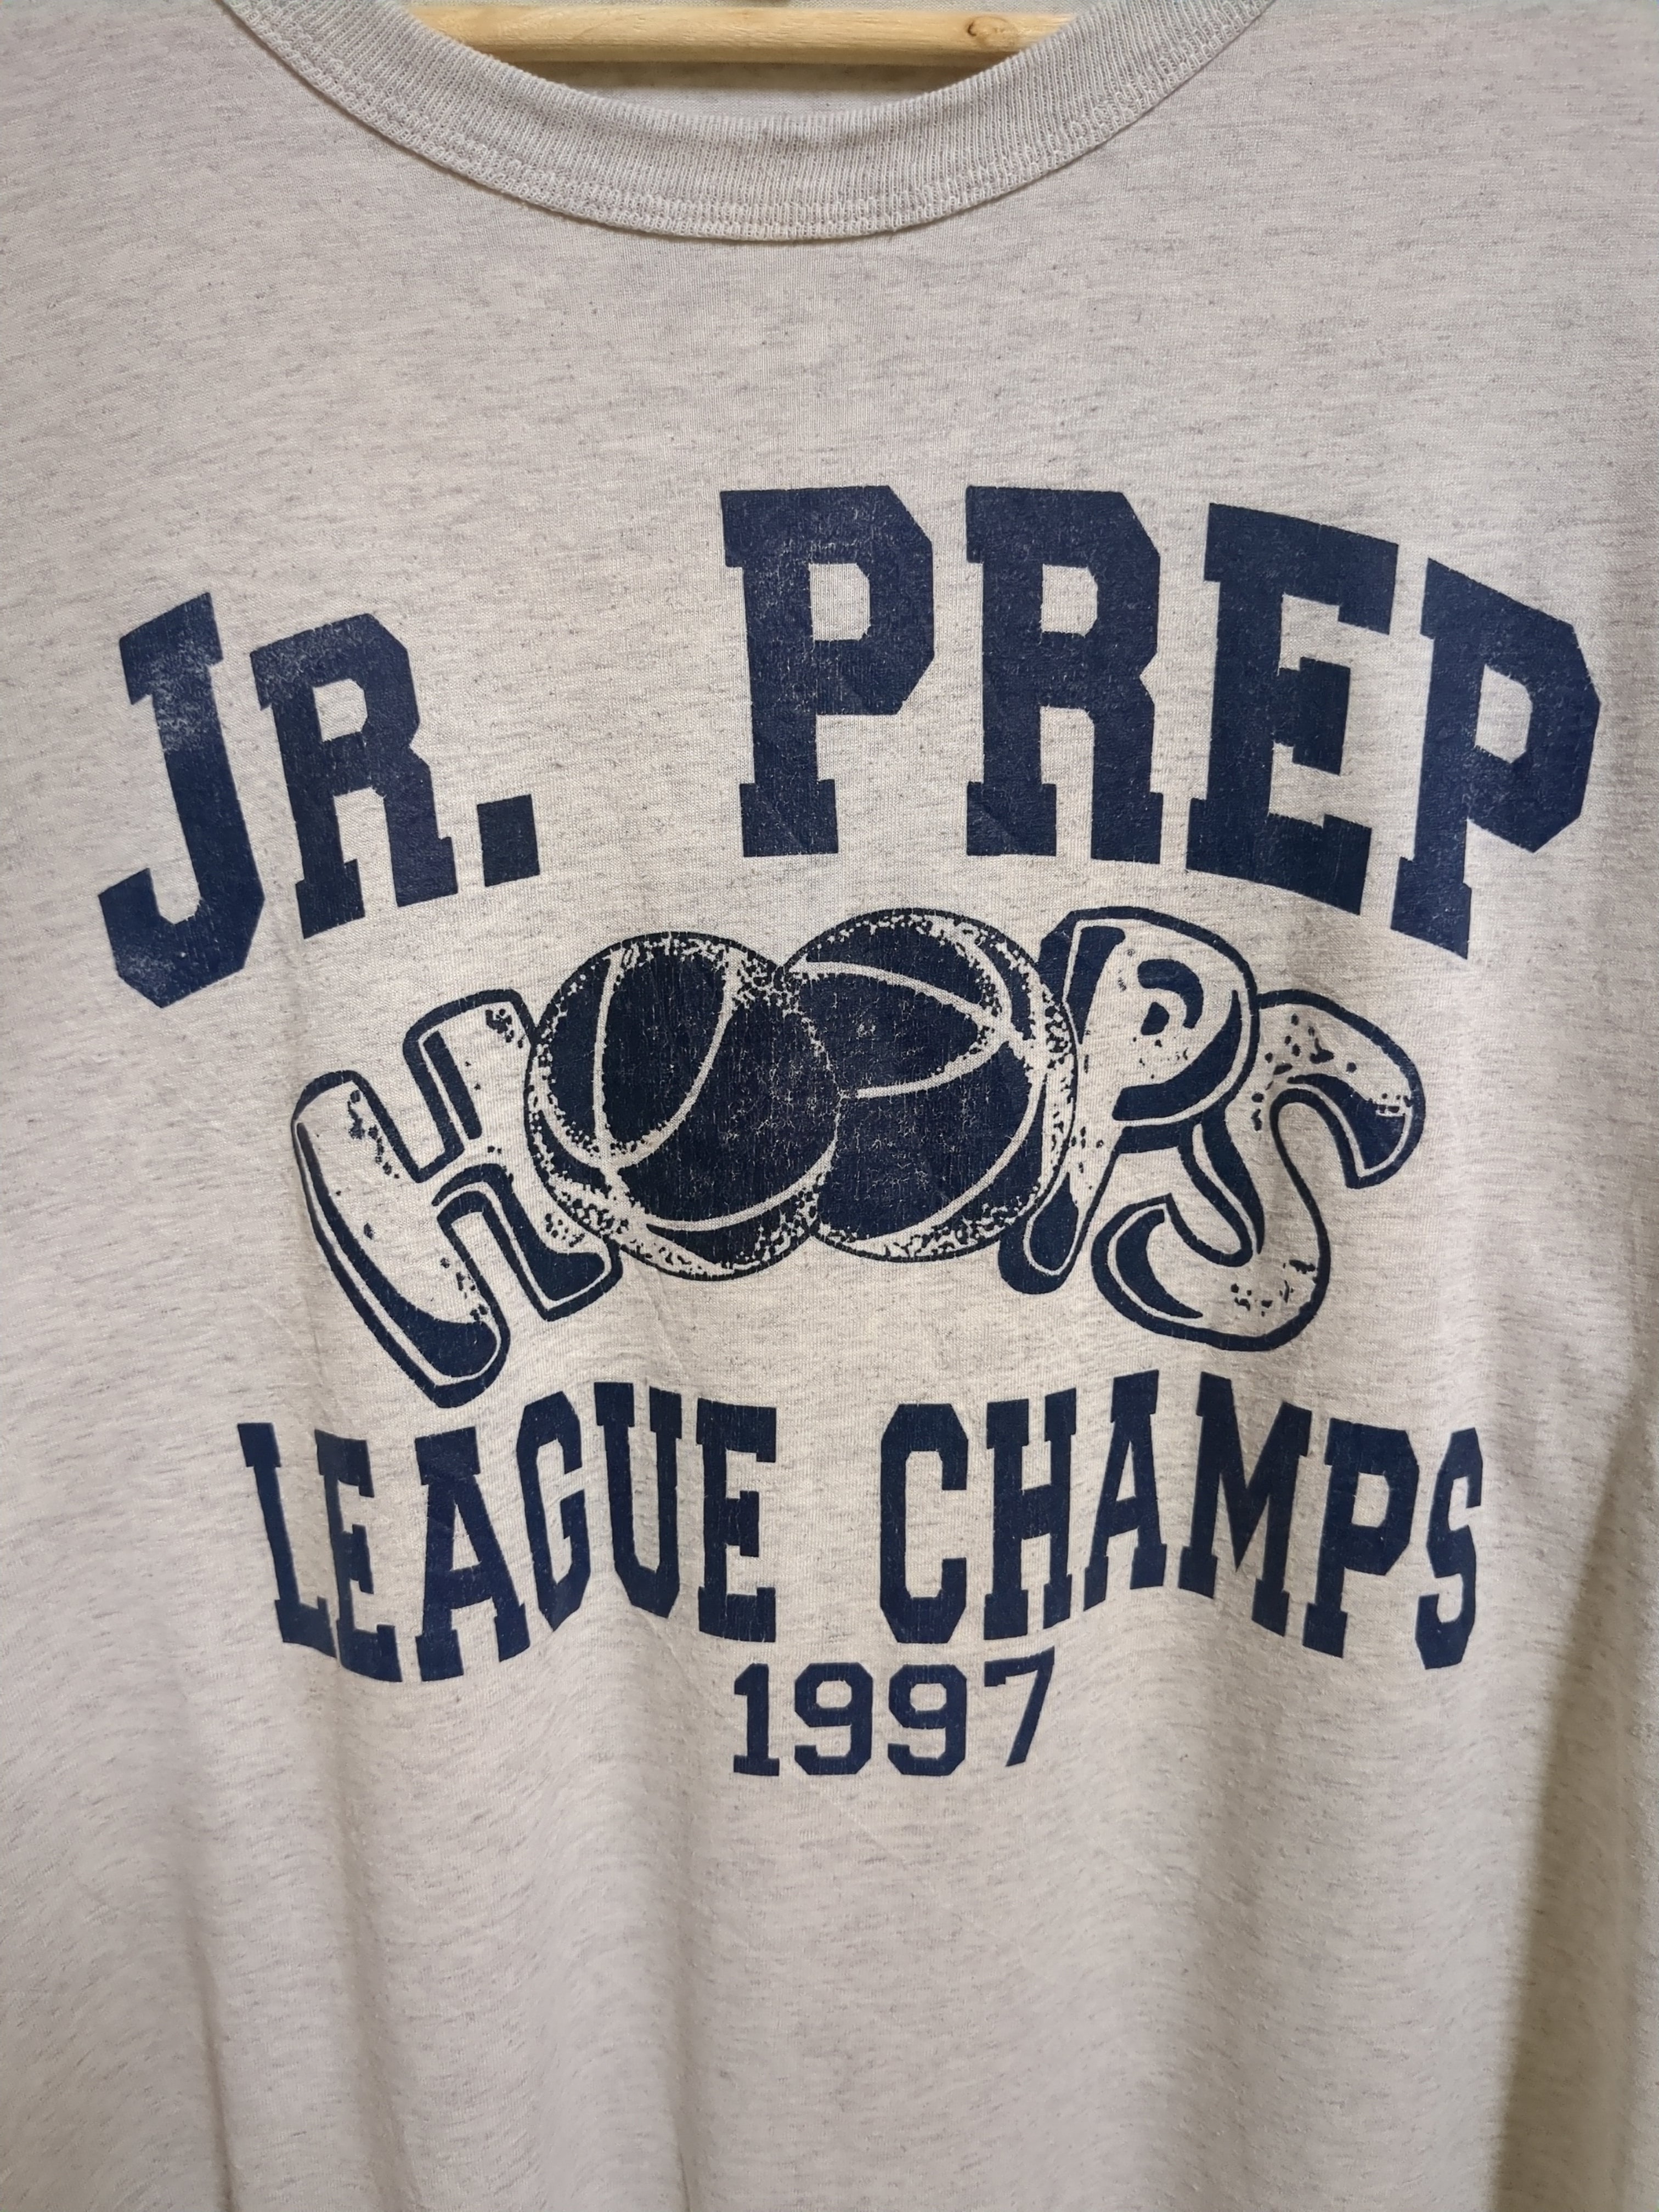 JR. PREP
HOOPS
LEAGUE CHAMPS
1997